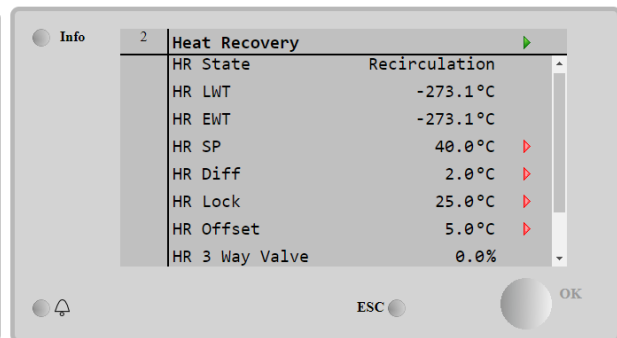 Info
2
Heat Recovery
HR State Recirculation
HR LWT -273.1°C
HR EWT -273.1°C
HR SP 40.0°C
HR Diff 2.0°C
HR Lock 25.0°C
HR Offset 5.0°C
HR 3 Way Valve 0.0%
ESC
OK